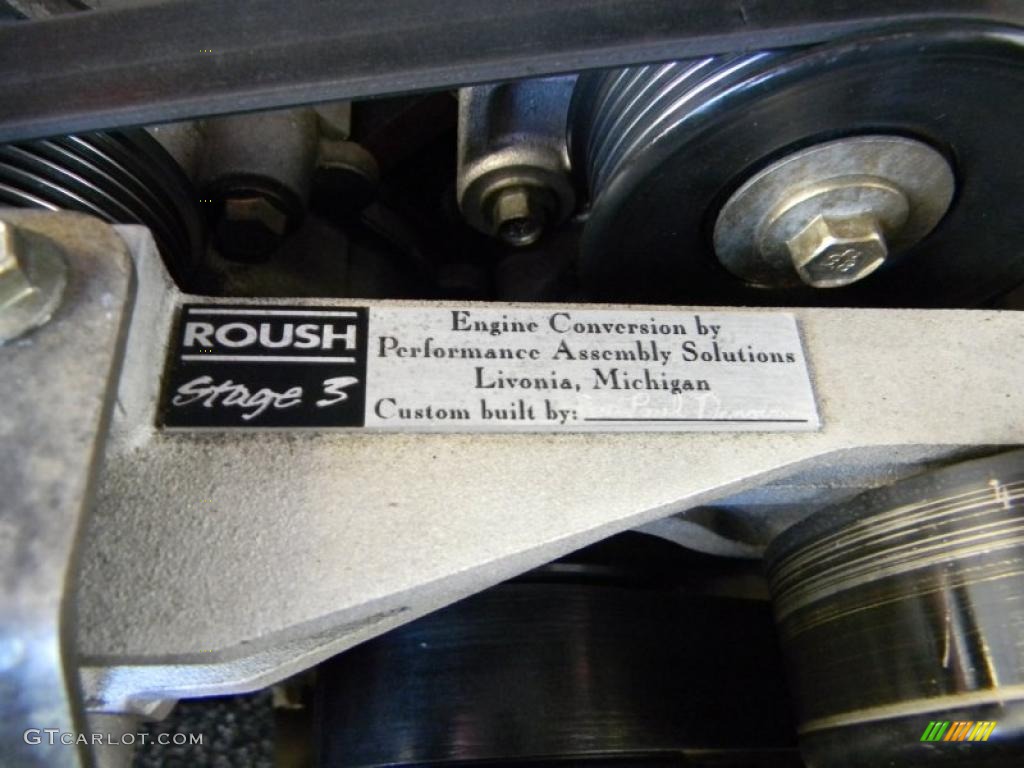 ROUSH
Stage 3
Engine Conversion by
Performance Assembly Solutions
Livonia, Michigan
Custom built by:
GTCARLOT.COM